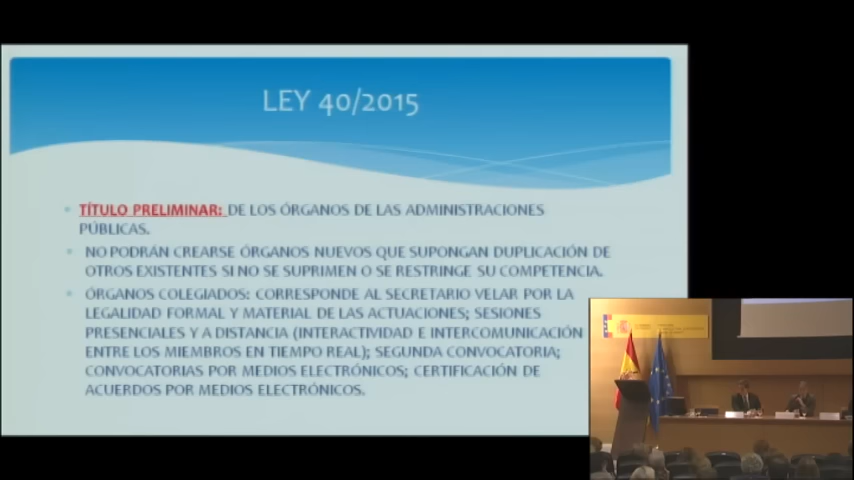 LEY 40/2015
TÍTULO PRELIMINAR: DE LOS ÓRGANOS DE LAS ADMINISTRACIONES
PÚBLICAS.
NO PODRÁN CREARSE ÓRGANOS NUEVOS QUE SUPONGAN DUPLICACIÓN DE
OTROS EXISTENTES SI NO SE SUPRIMEN O SE RESTRINGE SU COMPETENCIA.
ÓRGANOS COLEGIADOS: CORRESPONDE AL SECRETARIO VELAR POR LA
LEGALIDAD FORMAL Y MATERIAL DE LAS ACTUACIONES; SESIONES
PRESENCIALES Y A DISTANCIA (INTERACTIVIDAD E INTERCOMUNICACIÓN
ENTRE LOS MIEMBROS EN TIEMPO REAL); SEGUNDA CONVOCATORIA;
CONVOCATORIAS POR MEDIOS ELECTRÓNICOS; CERTIFICACIÓN DE
ACUERDOS POR MEDIOS ELECTRÓNICOS.